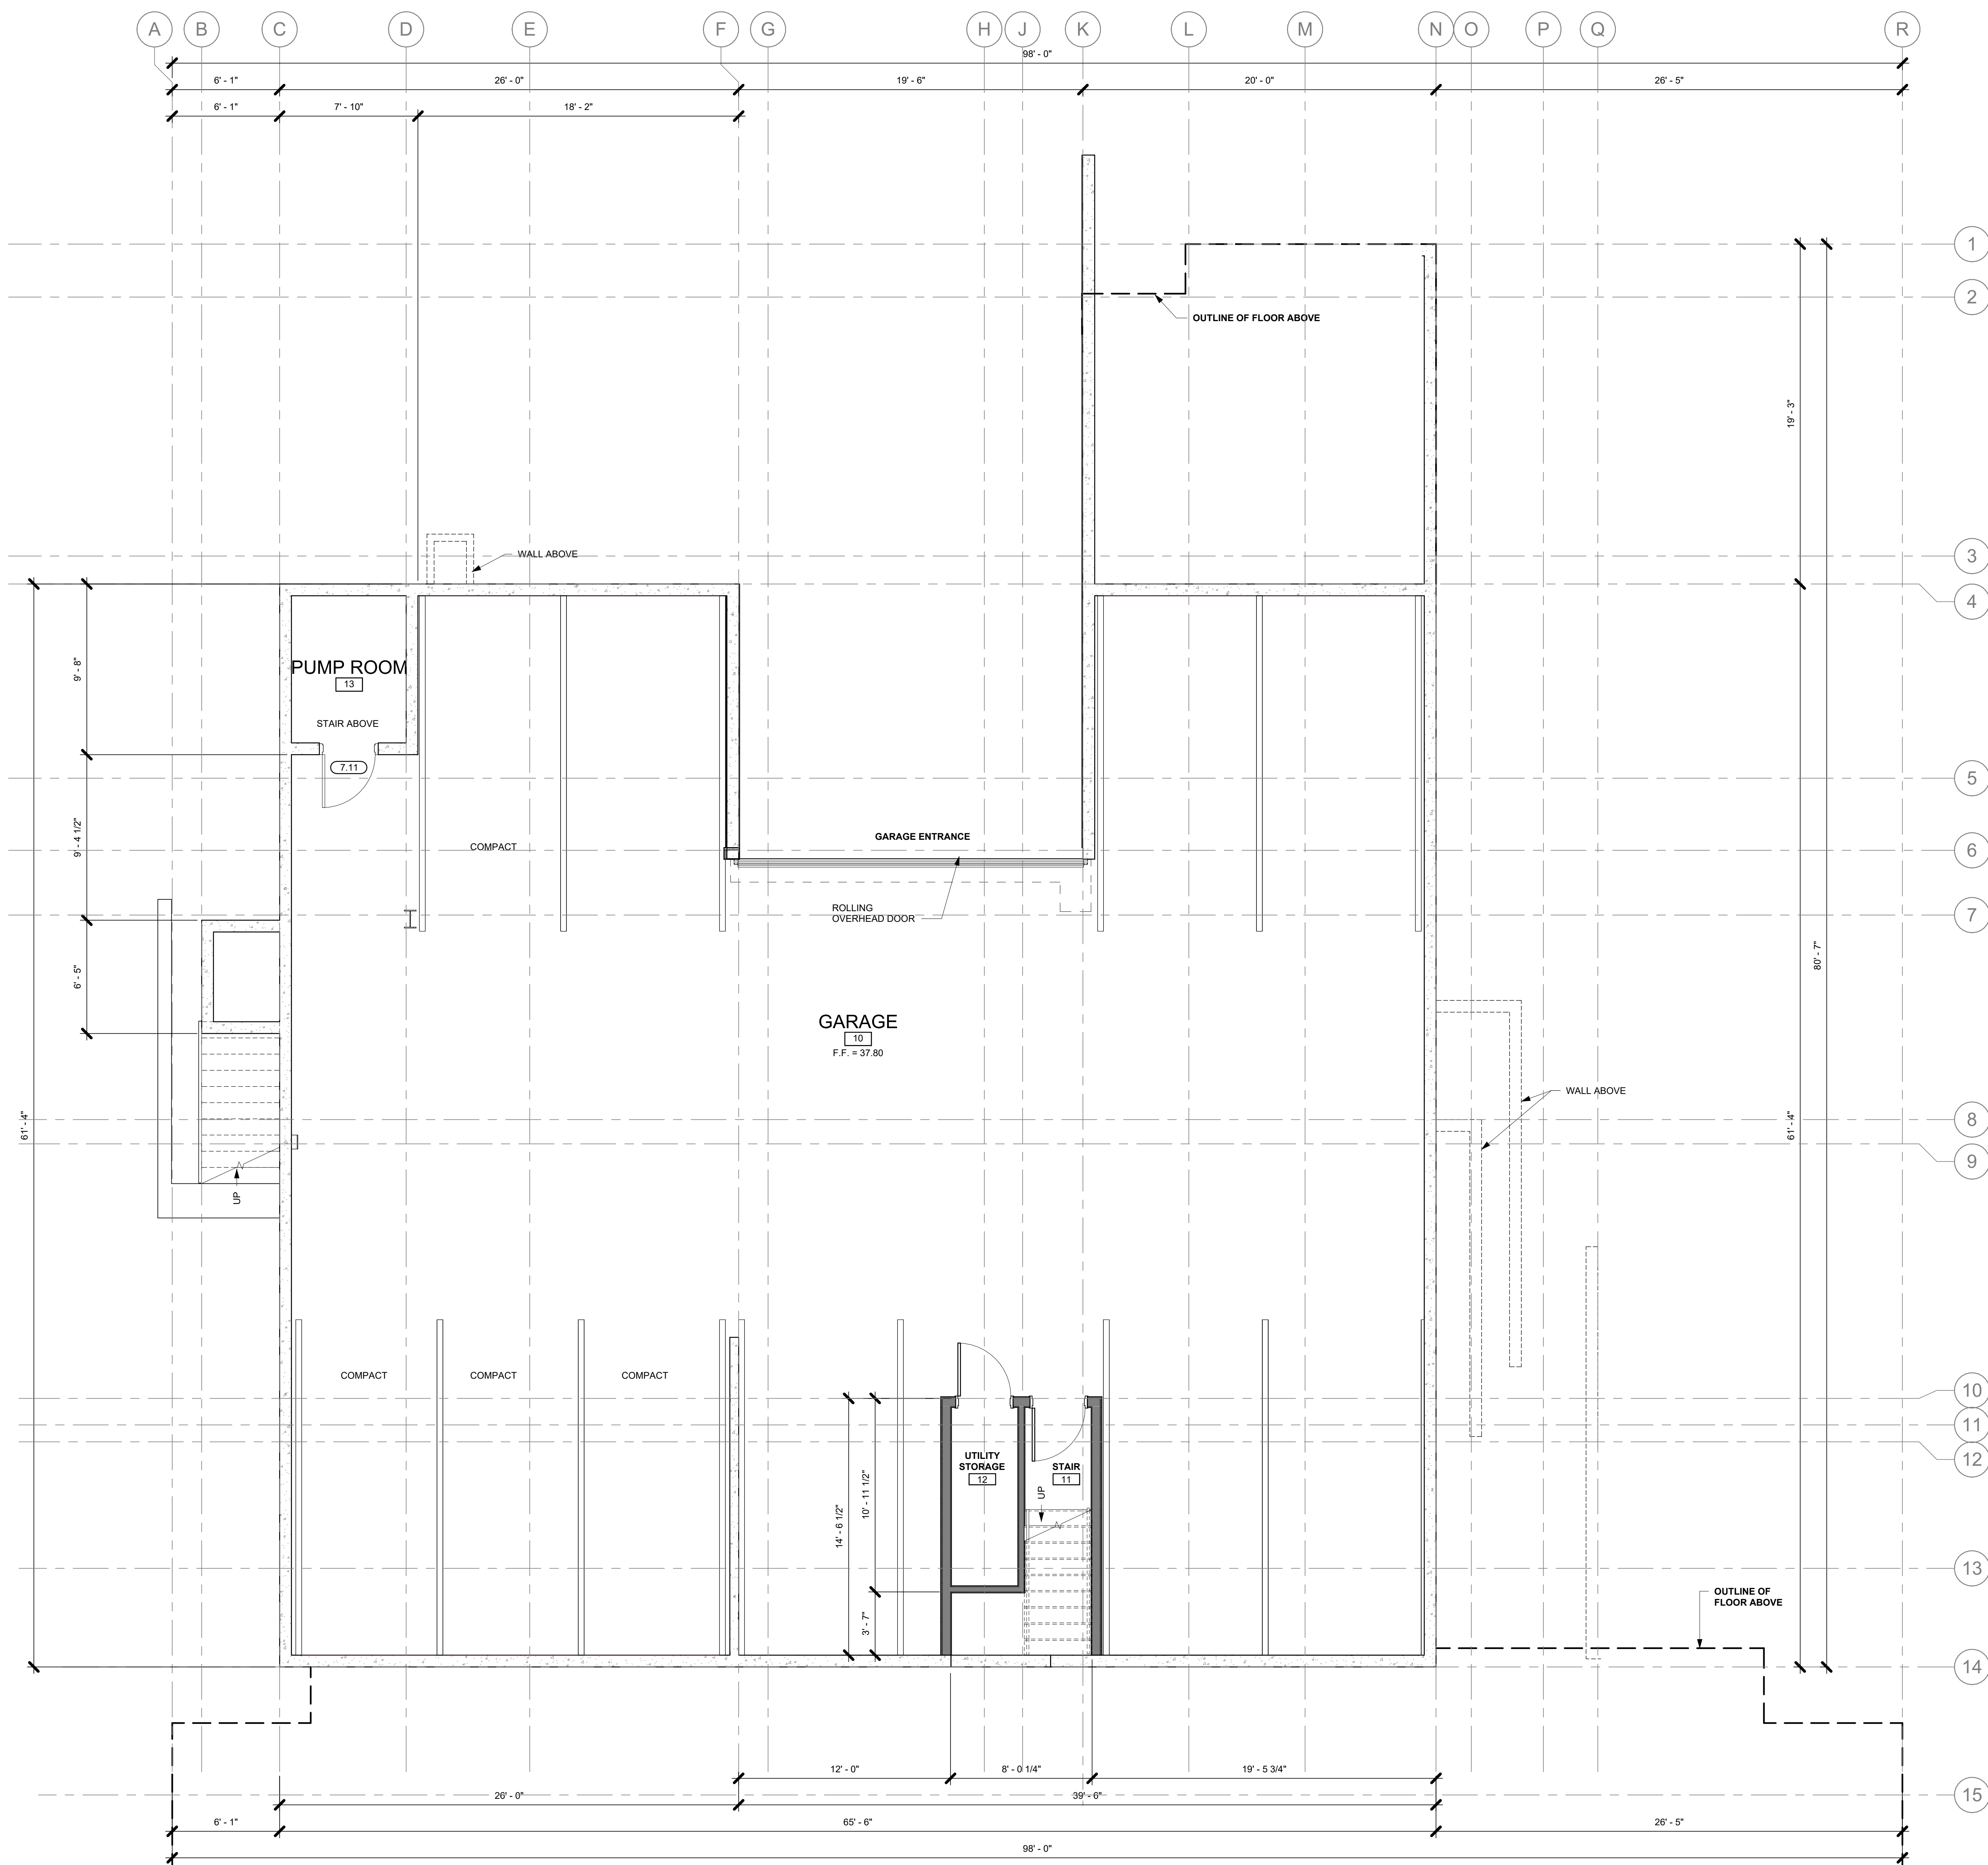 A B C D E F G H J K L M N O P Q R
98' - 0"
6' - 1" 26' - 0" 19' - 6" 20' - 0" 26' - 5"
6' - 1" 7' - 10" 18' - 2"
1
2
OUTLINE OF FLOOR ABOVE
19' - 3"
3
WALL ABOVE
4
PUMP ROOM
13
9' - 8"
STAIR ABOVE
7.11
5
GARAGE ENTRANCE
COMPACT
9' - 4 1/2"
6
ROLLING
OVERHEAD DOOR
7
80' - 7"
6' - 5"
GARAGE
10
F.F. = 37.80
WALL ABOVE
61' - 4"
61' - 4"
8
9
UP
COMPACT COMPACT COMPACT
10
11
12
UTILITY
STORAGE
12
STAIR
11
UP
10' - 11 1/2"
14' - 6 1/2"
13
OUTLINE OF
FLOOR ABOVE
3' - 7"
14
12' - 0" 8' - 0 1/4" 19' - 5 3/4"
15
26' - 0" 39' - 6"
6' - 1" 65' - 6" 26' - 5"
98' - 0"